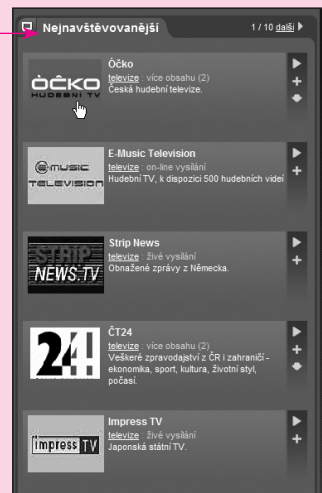 Nejnavštěvovanější
1 / 10 další
ÓČKO
HUDEBNÍ TV
Óčko
televize : více obsahu (2)
Česká hudební televize.
e-music
TELEVISION
E-Music Television
televize : on-line vysílání
Hudební TV, k dispozici 500 hudebních videí
STRIP
NEWS.TV
Strip News
televize : živé vysílání
Obnažené zprávy z Německa.
24!
ČT24
televize : více obsahu (2)
Veškeré zpravodajství z ČR i zahraničí -
ekonomika, sport, kultura, životní styl,
počasí.
impress TV
Impress TV
televize : živé vysílání
Japonská státní TV.